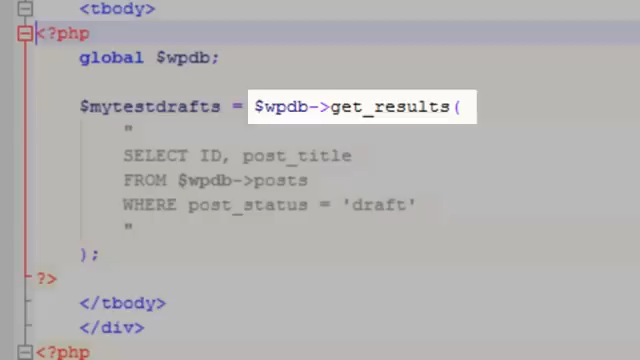 <tbody>
<?php
global $wpdb;
$mytestdrafts = $wpdb->get_results(
"
SELECT ID, post_title
FROM $wpdb->posts
WHERE post_status = 'draft'
"
);
?>
</tbody>
</div>
<?php